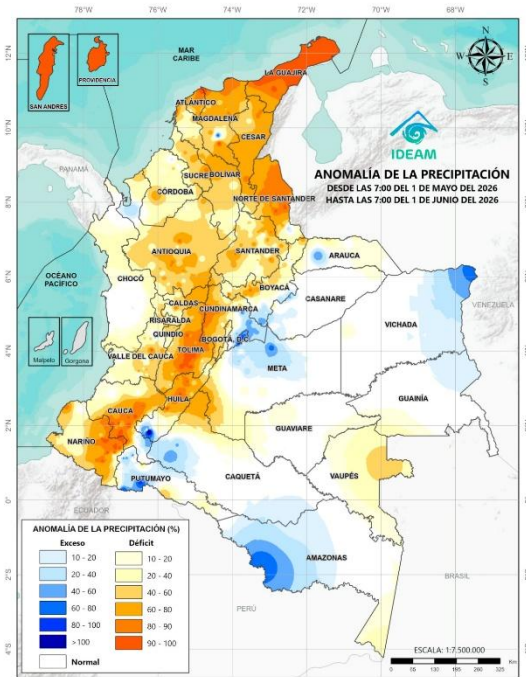 78°W
76°W
74°W
72°W
70°W
68°W
12°N
10°N
8°N
6°N
4°N
2°N
0°
2°S
4°S
SAN ANDRES
PROVIDENCIA
MAR
CARIBE
N
W
E
S
LA GUAJIRA
ATLÁNTICO
MAGDALENA
CESAR
IDEAM
ANOMALÍA DE LA PRECIPITACIÓN
DESDE LAS 7:00 DEL 1 DE MAYO DEL 2026
HASTA LAS 7:00 DEL 1 DE JUNIO DEL 2026
PANAMÁ
SUCRE
BOLIVAR
CÓRDOBA
NORTE DE SANTANDER
ANTIOQUIA
SANTANDER
ARAUCA
OCÉANO
PACÍFICO
CHOCÓ
BOYACÁ
CASANARE
VENEZUELA
CALDAS
CUNDINAMARCA
VICHADA
RISARALDA
QUINDÍO
BOGOTÁ, D.C.
Malpelo
Gorgona
VALLE DEL CAUCA
TOLIMA
META
HUILA
GUAINÍA
CAUCA
NARIÑO
GUAVIARE
VAUPÉS
PUTUMAYO
CAQUETÁ
ECUADOR
AMAZONAS
PERÚ
BRASIL
ANOMALÍA DE LA PRECIPITACIÓN (%)
Exceso
Déficit
10 - 20
10 - 20
20 - 40
20 - 40
40 - 60
40 - 60
60 - 80
60 - 80
80 - 100
80 - 90
>100
90 - 100
Normal
ESCALA: 1:7.500.000
0
65
130
195
260
325
Km